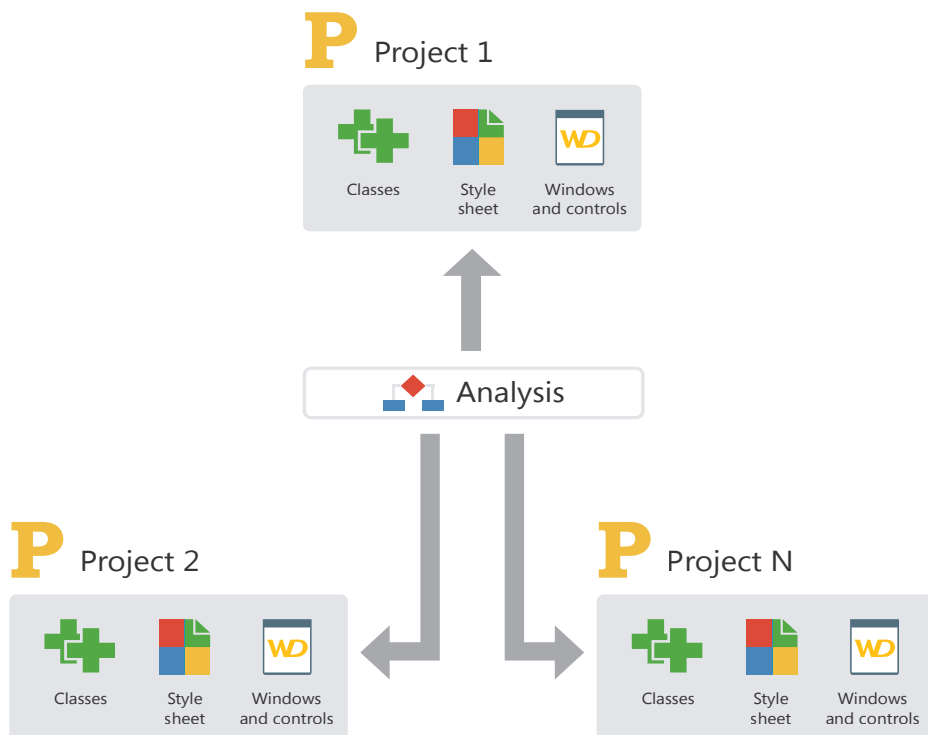 P Project 1
WD
Classes
Style
sheet
Windows
and controls
Analysis
P Project 2
P Project N
WD
WD
Classes
Style
sheet
Windows
and controls
Classes
Style
sheet
Windows
and controls